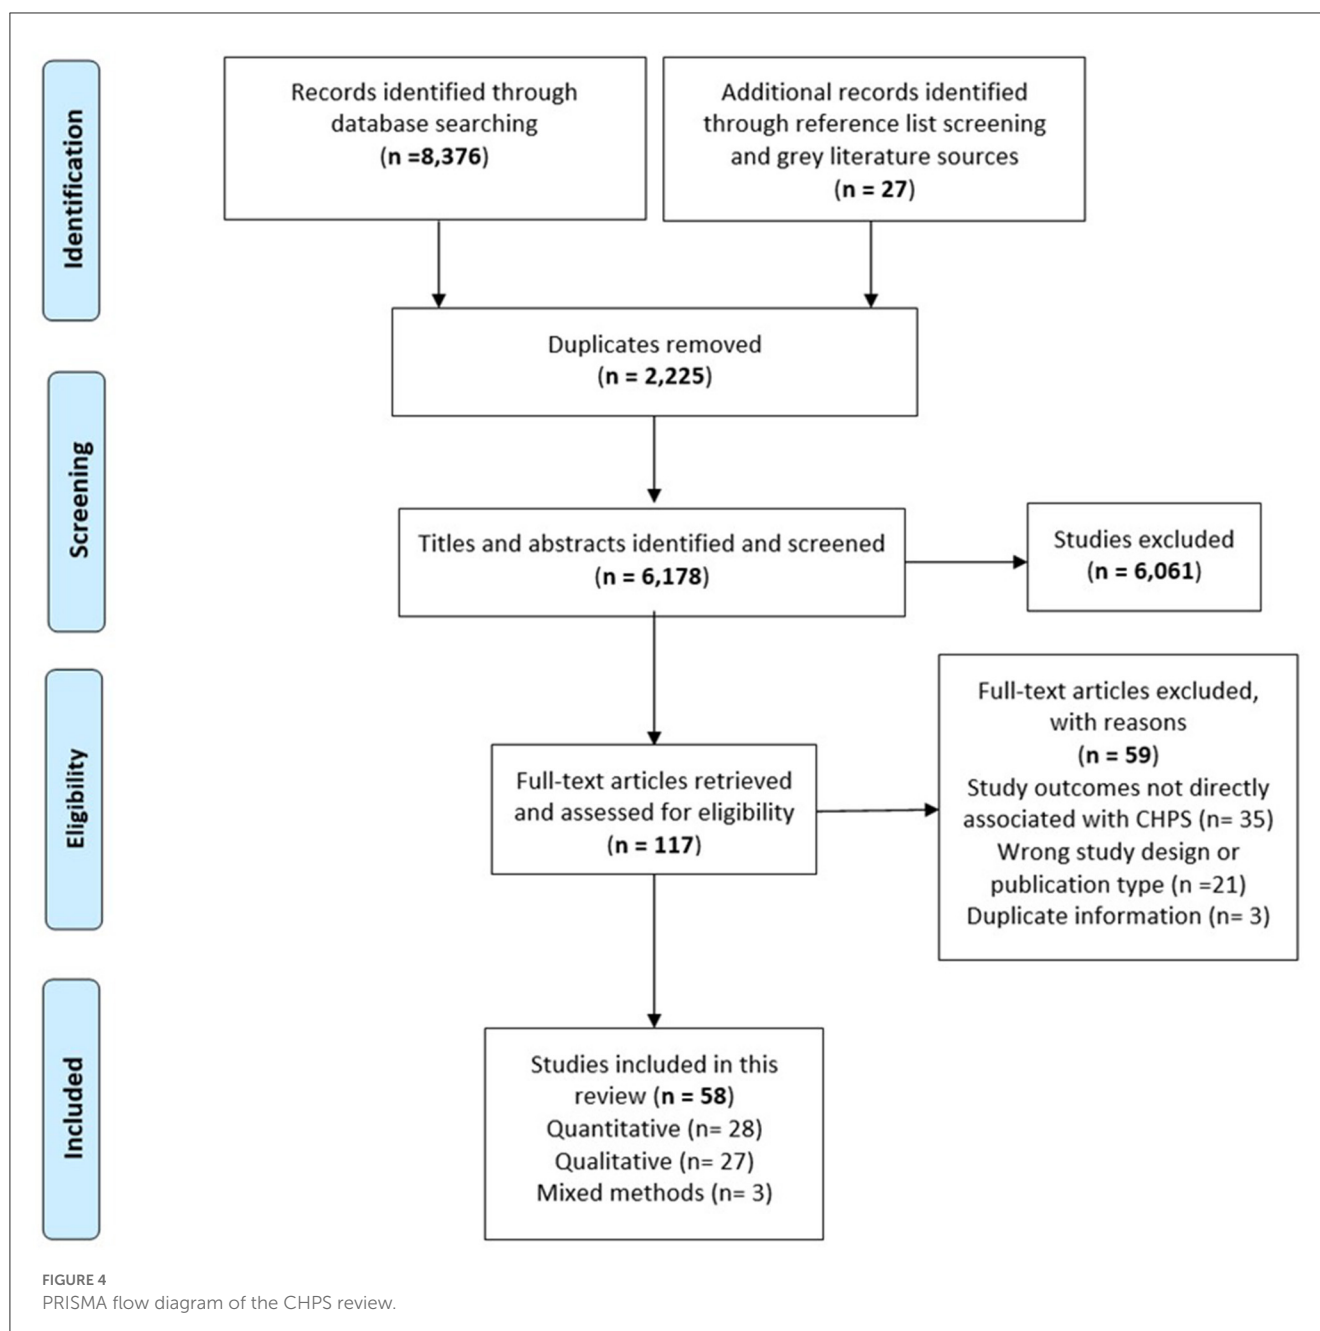 Identification
Records identified through
database searching
(n =8,376)
Additional records identified
through reference list screening
and grey literature sources
(n = 27)
Duplicates removed
(n = 2,225)
Screening
Titles and abstracts identified and screened
(n = 6,178)
Studies excluded
(n = 6,061)
Eligibility
Full-text articles retrieved
and assessed for eligibility
(n = 117)
Full-text articles excluded,
with reasons
(n = 59)
Study outcomes not directly
associated with CHPS (n= 35)
Wrong study design or
publication type (n =21)
Duplicate information (n= 3)
Included
Studies included in this
review (n = 58)
Quantitative (n= 28)
Qualitative (n= 27)
Mixed methods (n= 3)
FIGURE 4
PRISMA flow diagram of the CHPS review.